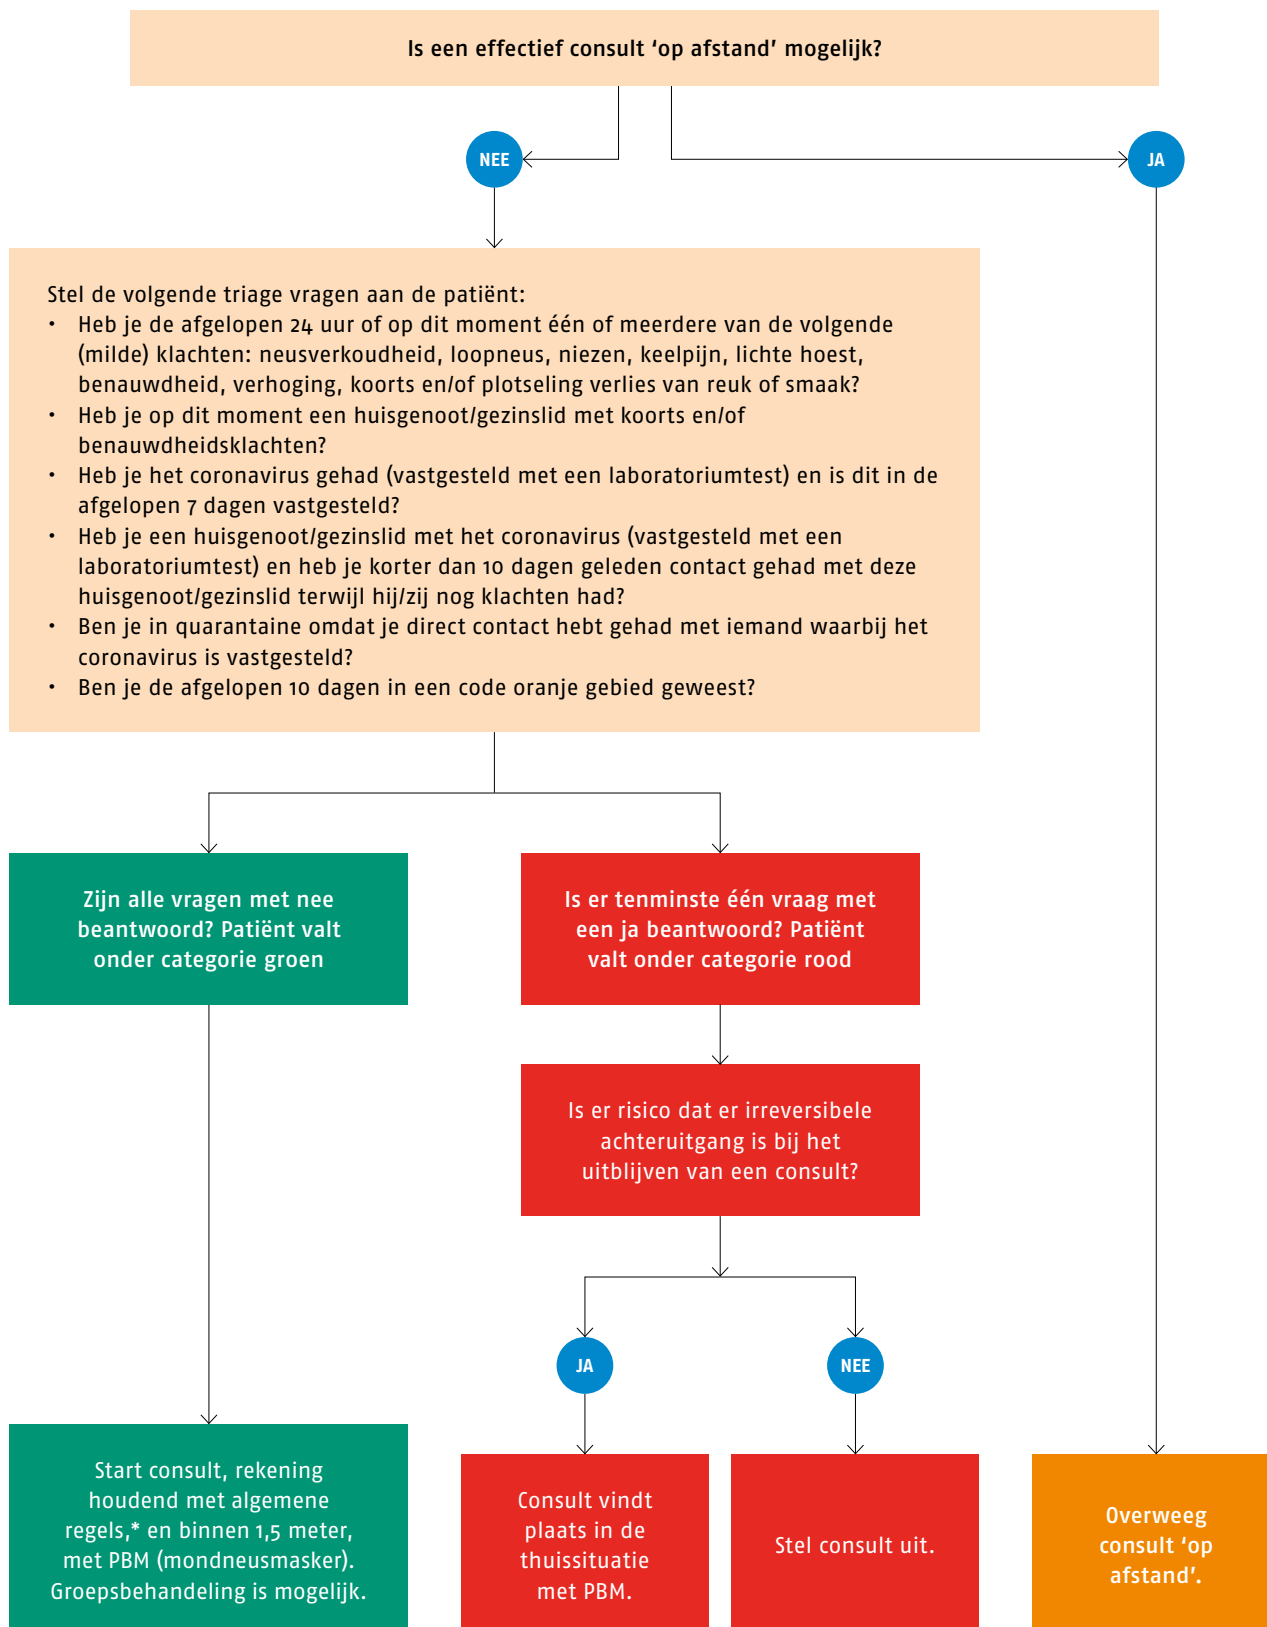 Is een effectief consult ‘op afstand’ mogelijk?
NEE
JA
Stel de volgende triage vragen aan de patiënt:
• Heb je de afgelopen 24 uur of op dit moment één of meerdere van de volgende
(milde) klachten: neusverkoudheid, loopneus, niezen, keelpijn, lichte hoest,
benauwdheid, verhoging, koorts en/of plotseling verlies van reuk of smaak?
• Heb je op dit moment een huisgenoot/gezinslid met koorts en/of
benauwdheidsklachten?
• Heb je het coronavirus gehad (vastgesteld met een laboratoriumtest) en is dit in de
afgelopen 7 dagen vastgesteld?
• Heb je een huisgenoot/gezinslid met het coronavirus (vastgesteld met een
laboratoriumtest) en heb je korter dan 10 dagen geleden contact gehad met deze
huisgenoot/gezinslid terwijl hij/zij nog klachten had?
• Ben je in quarantaine omdat je direct contact hebt gehad met iemand waarbij het
coronavirus is vastgesteld?
• Ben je de afgelopen 10 dagen in een code oranje gebied geweest?
Zijn alle vragen met nee
beantwoord? Patiënt valt
onder categorie groen
Is er tenminste één vraag met
een ja beantwoord? Patiënt
valt onder categorie rood
Is er risico dat er irreversibele
achteruitgang is bij het
uitblijven van een consult?
JA
NEE
Start consult, rekening
houdend met algemene
regels,* en binnen 1,5 meter,
met PBM (mondneusmasker).
Groepsbehandeling is mogelijk.
Consult vindt
plaats in de
thuissituatie
met PBM.
Stel consult uit.
Overweeg
consult ‘op
afstand’.